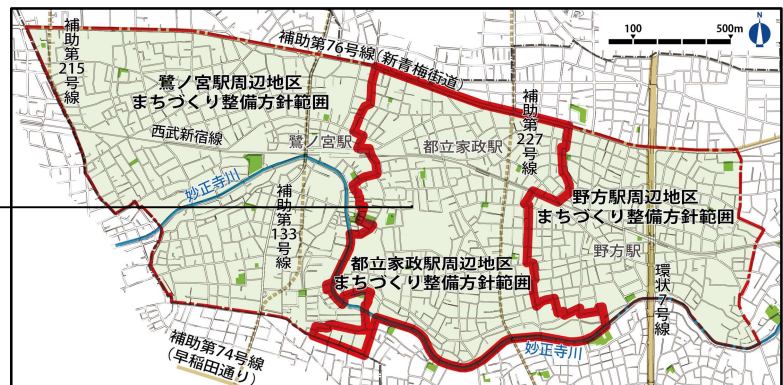 補助第76号線(新青梅街道)
100 500m
N
補助第215号線
鷺ノ宮駅周辺地区
まちづくり整備方針範囲
西武新宿線
鷺ノ宮駅
都立家政駅
補助第227号線
妙正寺川
補助第133号線
野方駅周辺地区
まちづくり整備方針範囲
野方駅
都立家政駅周辺地区
まちづくり整備方針範囲
環状7号線
補助第74号線
(早稲田通り)
妙正寺川